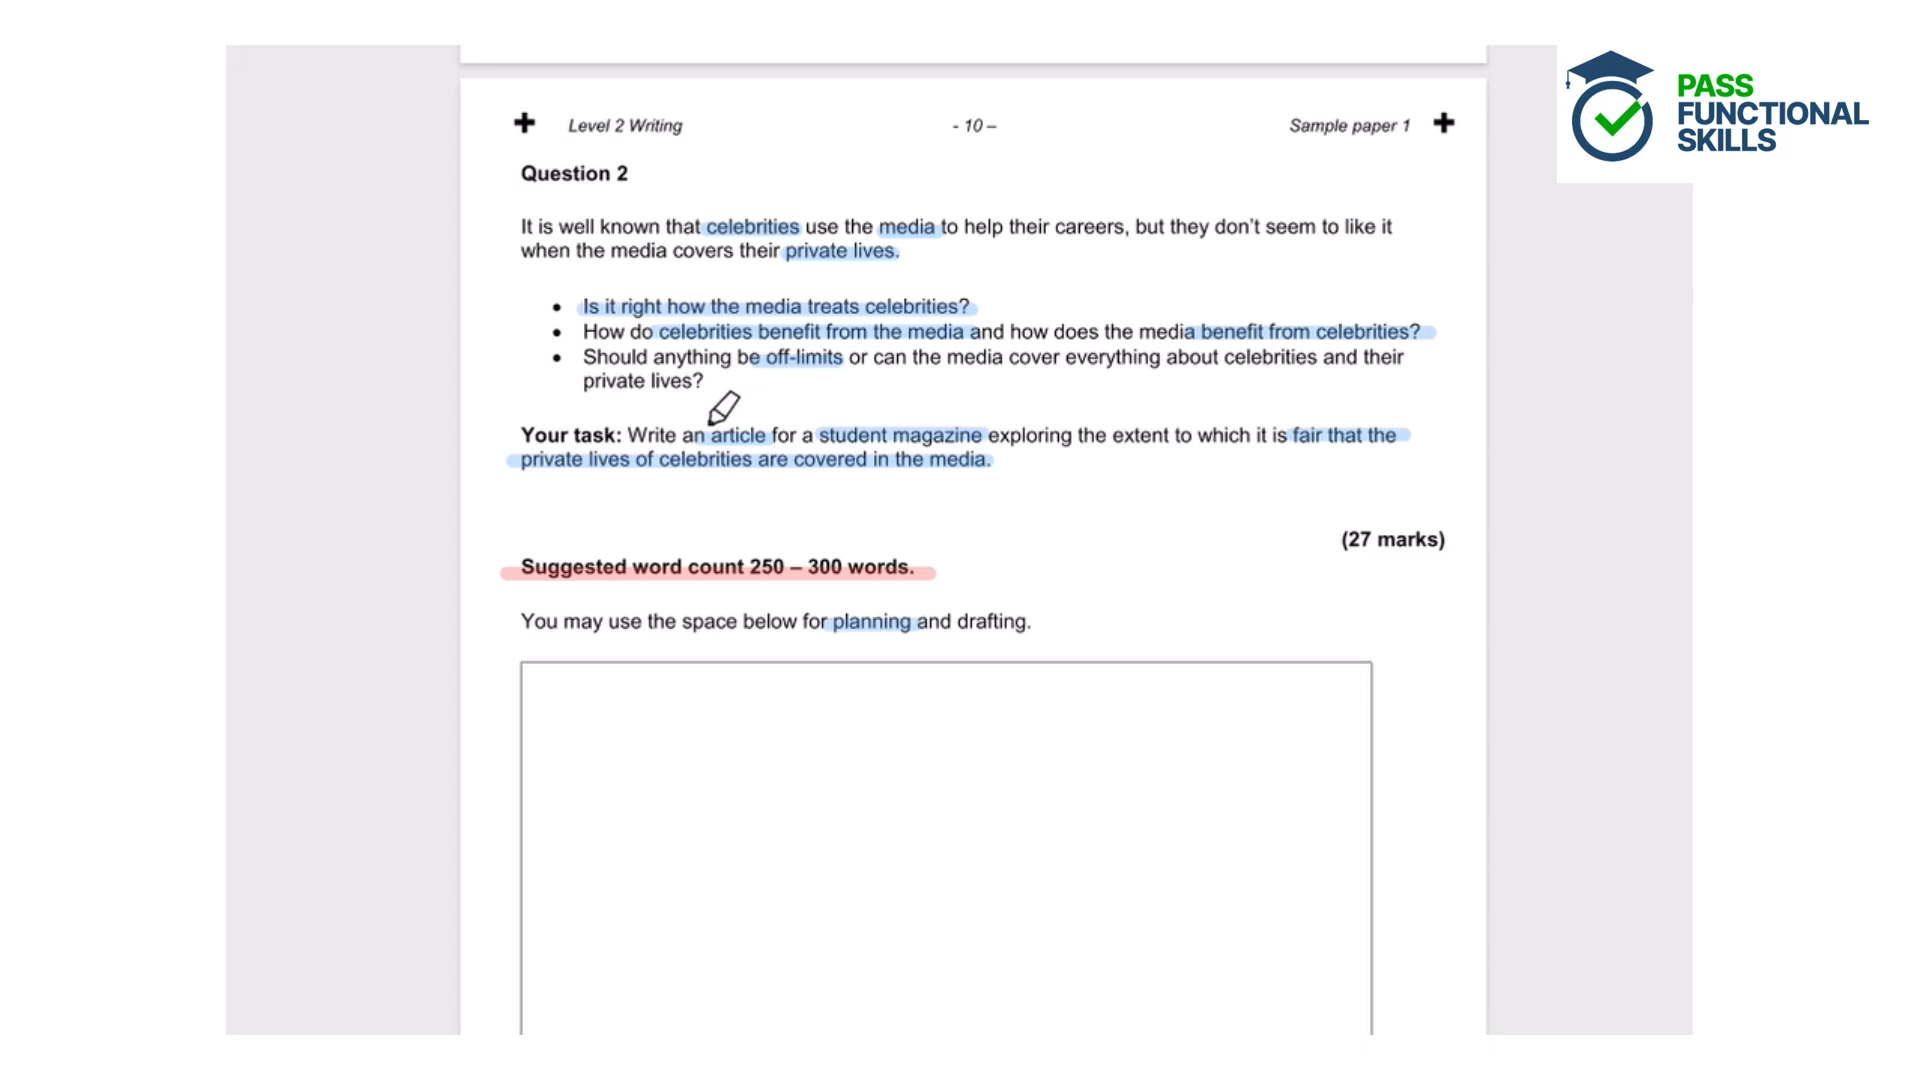 PASS
FUNCTIONAL
SKILLS
Level 2 Writing - 10 – Sample paper 1
Question 2
It is well known that celebrities use the media to help their careers, but they don’t seem to like it
when the media covers their private lives.
• Is it right how the media treats celebrities?
• How do celebrities benefit from the media and how does the media benefit from celebrities?
• Should anything be off-limits or can the media cover everything about celebrities and their
private lives?
Your task: Write an article for a student magazine exploring the extent to which it is fair that the
private lives of celebrities are covered in the media.
(27 marks)
Suggested word count 250 – 300 words.
You may use the space below for planning and drafting.